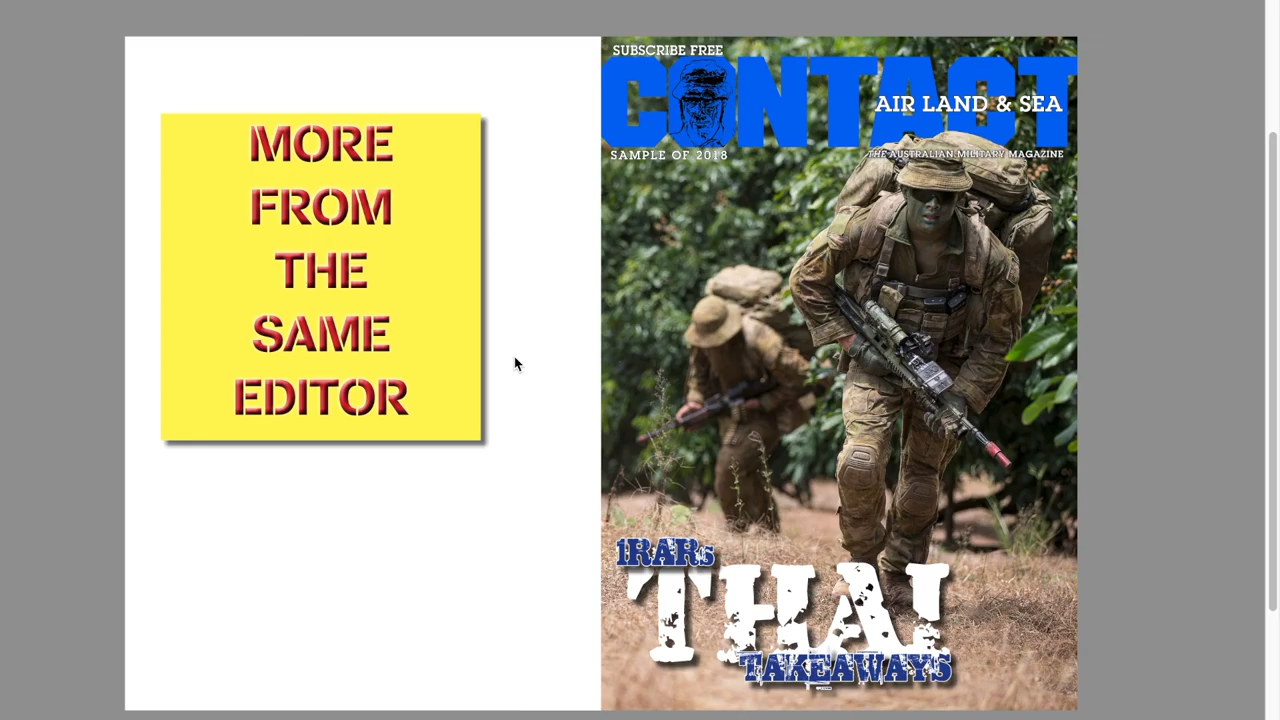 MORE
FROM
THE
SAME
EDITOR
SUBSCRIBE FREE
CONTACT
AIR LAND & SEA
SAMPLE OF 2018
THE AUSTRALIAN MILITARY MAGAZINE
1RARs
THAI
TAKEAWAYS